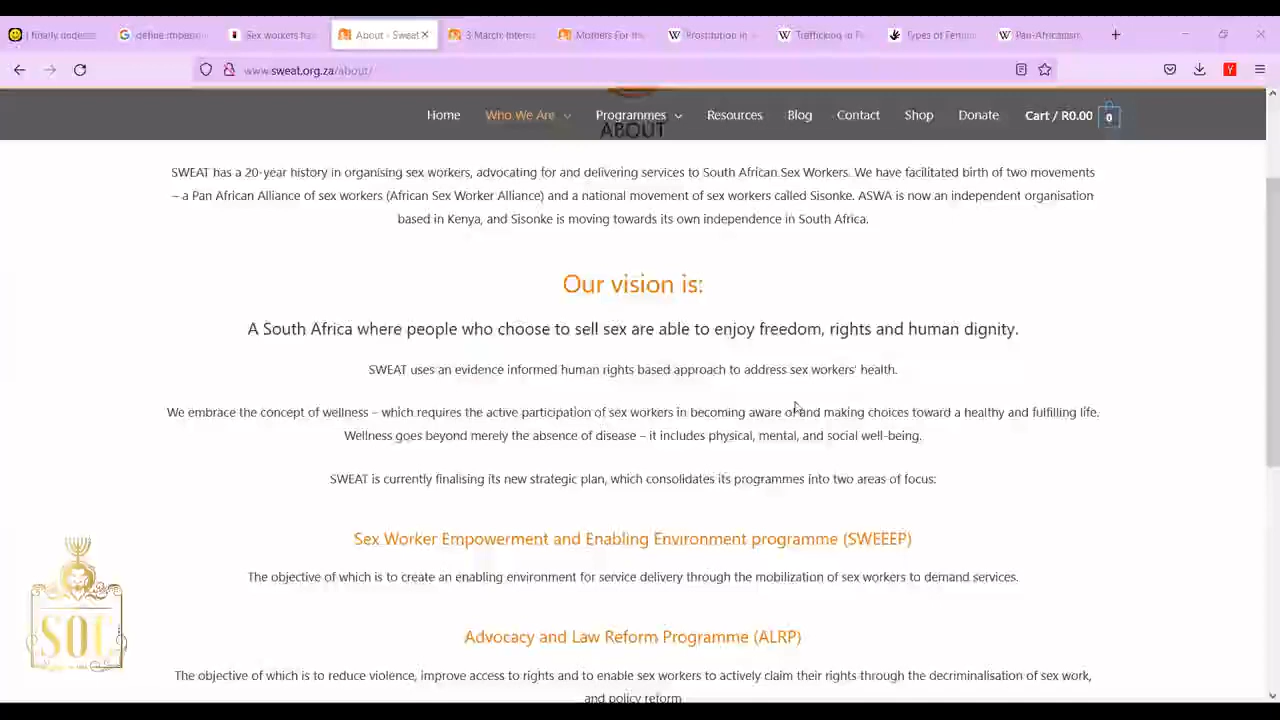 I finally underss
define:impenie
Sex workers ha
About - Sweat
3 March: Intern
Mothers For the
Prostitution in
Trafficking in Pe
Types of Femini
Pan-Africanism
www.sweat.org.za/about/
Home Who We Are Programmes Resources Blog Contact Shop Donate Cart / R0.00 0
ABOUT
SWEAT has a 20-year history in organising sex workers, advocating for and delivering services to South African Sex Workers. We have facilitated birth of two movements
– a Pan African Alliance of sex workers (African Sex Worker Alliance) and a national movement of sex workers called Sisonke. ASWA is now an independent organisation
based in Kenya, and Sisonke is moving towards its own independence in South Africa.
Our vision is:
A South Africa where people who choose to sell sex are able to enjoy freedom, rights and human dignity.
SWEAT uses an evidence informed human rights based approach to address sex workers' health.
We embrace the concept of wellness – which requires the active participation of sex workers in becoming aware of and making choices toward a healthy and fulfilling life.
Wellness goes beyond merely the absence of disease – it includes physical, mental, and social well-being.
SWEAT is currently finalising its new strategic plan, which consolidates its programmes into two areas of focus:
Sex Worker Empowerment and Enabling Environment programme (SWEEEP)
The objective of which is to create an enabling environment for service delivery through the mobilization of sex workers to demand services.
SOC
Advocacy and Law Reform Programme (ALRP)
The objective of which is to reduce violence, improve access to rights and to enable sex workers to actively claim their rights through the decriminalisation of sex work,
and policy reform